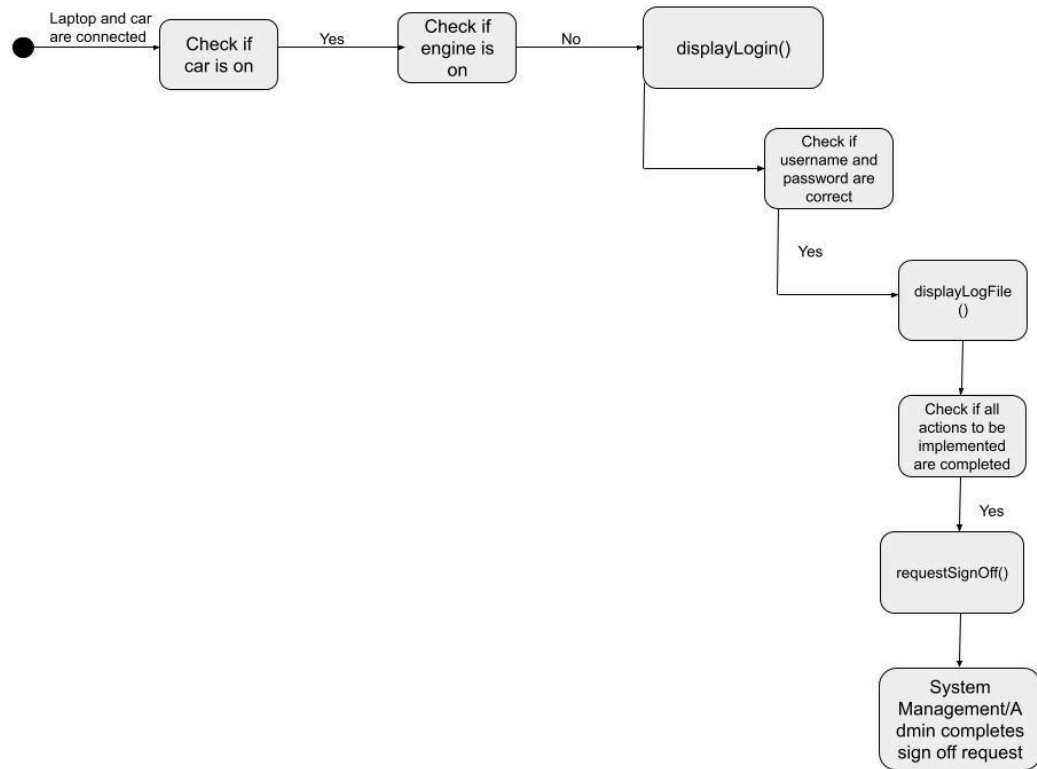 Laptop and car
are connected
Check if
car is on
Yes
Check if
engine is
on
No
displayLogin()
Check if
username and
password are
correct
Yes
displayLogFile
()
Check if all
actions to be
implemented
are completed
Yes
requestSignOff()
System
Management/A
dmin completes
sign off request